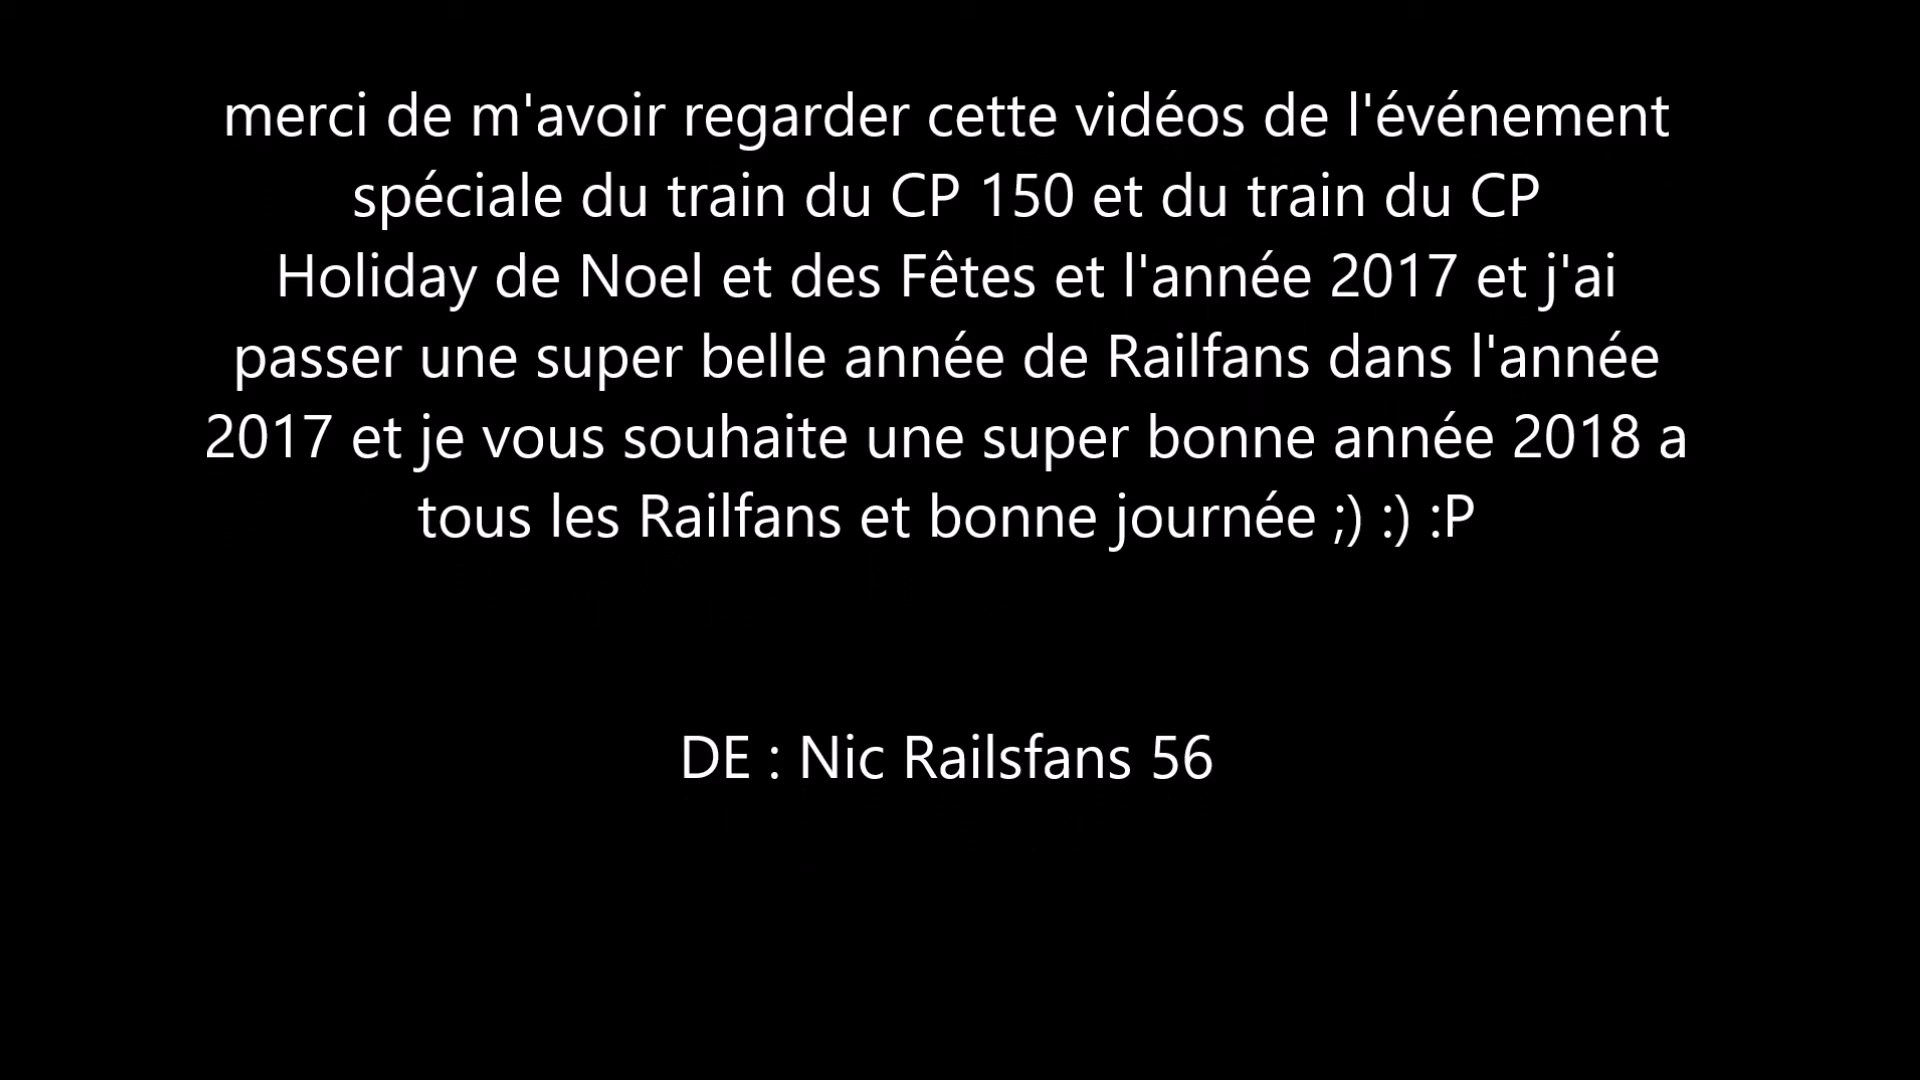 merci de m'avoir regarder cette vidéos de l'événement
spéciale du train du CP 150 et du train du CP
Holiday de Noel et des Fêtes et l'année 2017 et j'ai
passer une super belle année de Railfans dans l'année
2017 et je vous souhaite une super bonne année 2018 a
tous les Railfans et bonne journée ;) :) :P
DE : Nic Railsfans 56